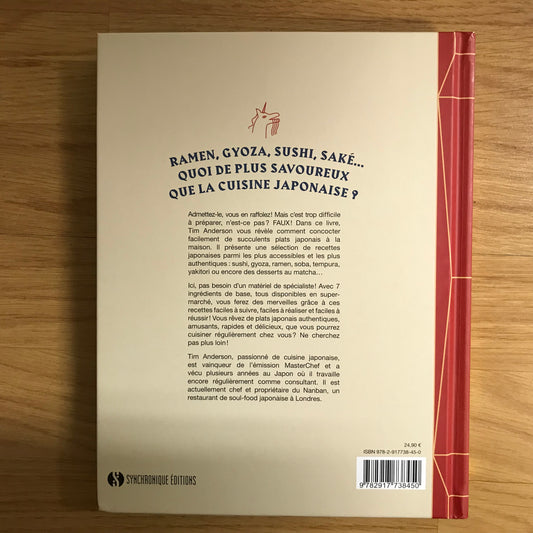 RAMEN, GYOZA, SUSHI, SAKÉ...
QUOI DE PLUS SAVOUREUX
QUE LA CUISINE JAPONAISE ?
Admettez-le, vous en raffolez! Mais c'est trop difficile
à préparer, n'est-ce pas? FAUX! Dans ce livre,
Tim Anderson vous révèle comment concocter
facilement de succulents plats japonais à la
maison. Il présente une sélection de recettes
japonaises parmi les plus accessibles et les plus
authentiques : sushi, gyoza, ramen, soba, tempura,
yakitori ou encore des desserts au matcha...
Ici, pas besoin d'un matériel de spécialiste! Avec 7
ingrédients de base, tous disponibles en super-
marché, vous ferez des merveilles grâce à ces
recettes faciles à suivre, faciles à réaliser et faciles à
réussir! Vous rêvez de plats japonais authentiques,
amusants, rapides et délicieux, que vous pourrez
cuisiner régulièrement chez vous? Ne cherchez
pas plus loin!
Tim Anderson, passionné de cuisine japonaise,
est vainqueur de l'émission MasterChef et a
vécu plusieurs années au Japon où il travaille
encore régulièrement comme consultant. Il est
actuellement chef et propriétaire du Nanban, un
restaurant de soul-food japonaise à Londres.
24,90 €
ISBN 978-2-917738-45-0
9 782917 738450
SYNCHRONIQUE ÉDITIONS